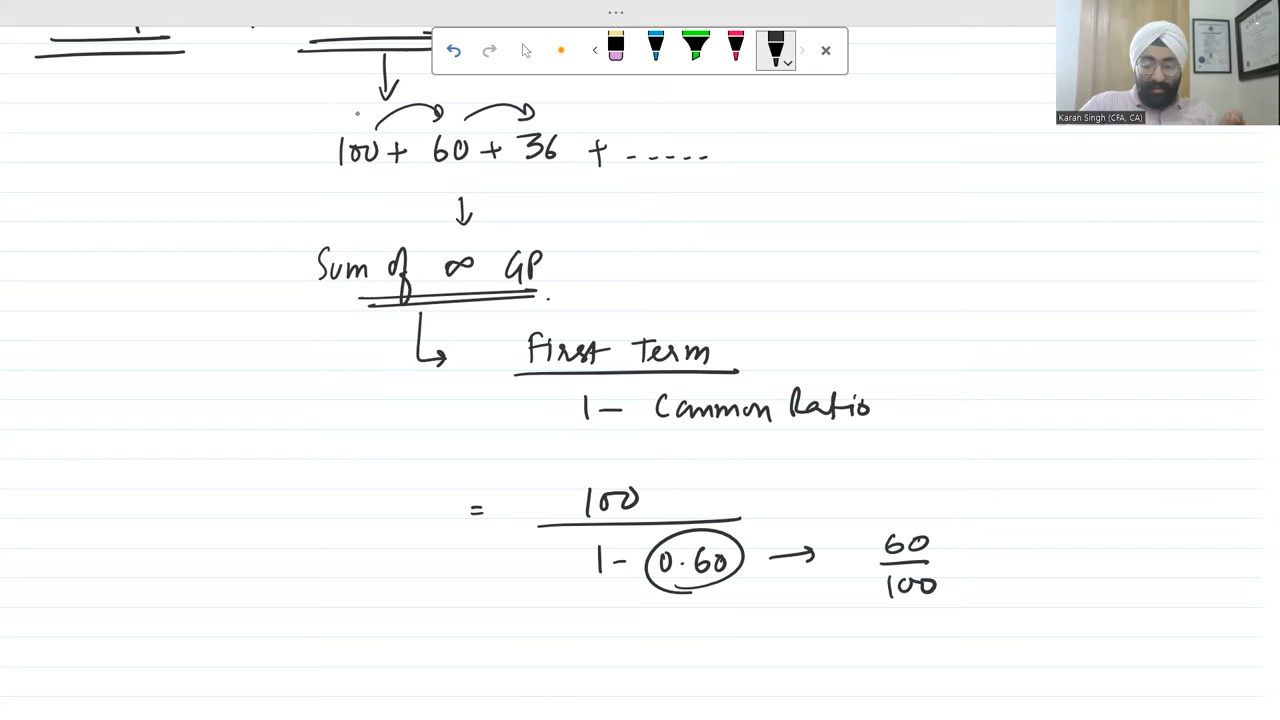 Karan Singh (CFA, CA)
100 + 60 + 36 + -----
↓
Sum of ∞ GP
First Term
1 - Common Ratio
= 100
1 - 0.60 → 60
100